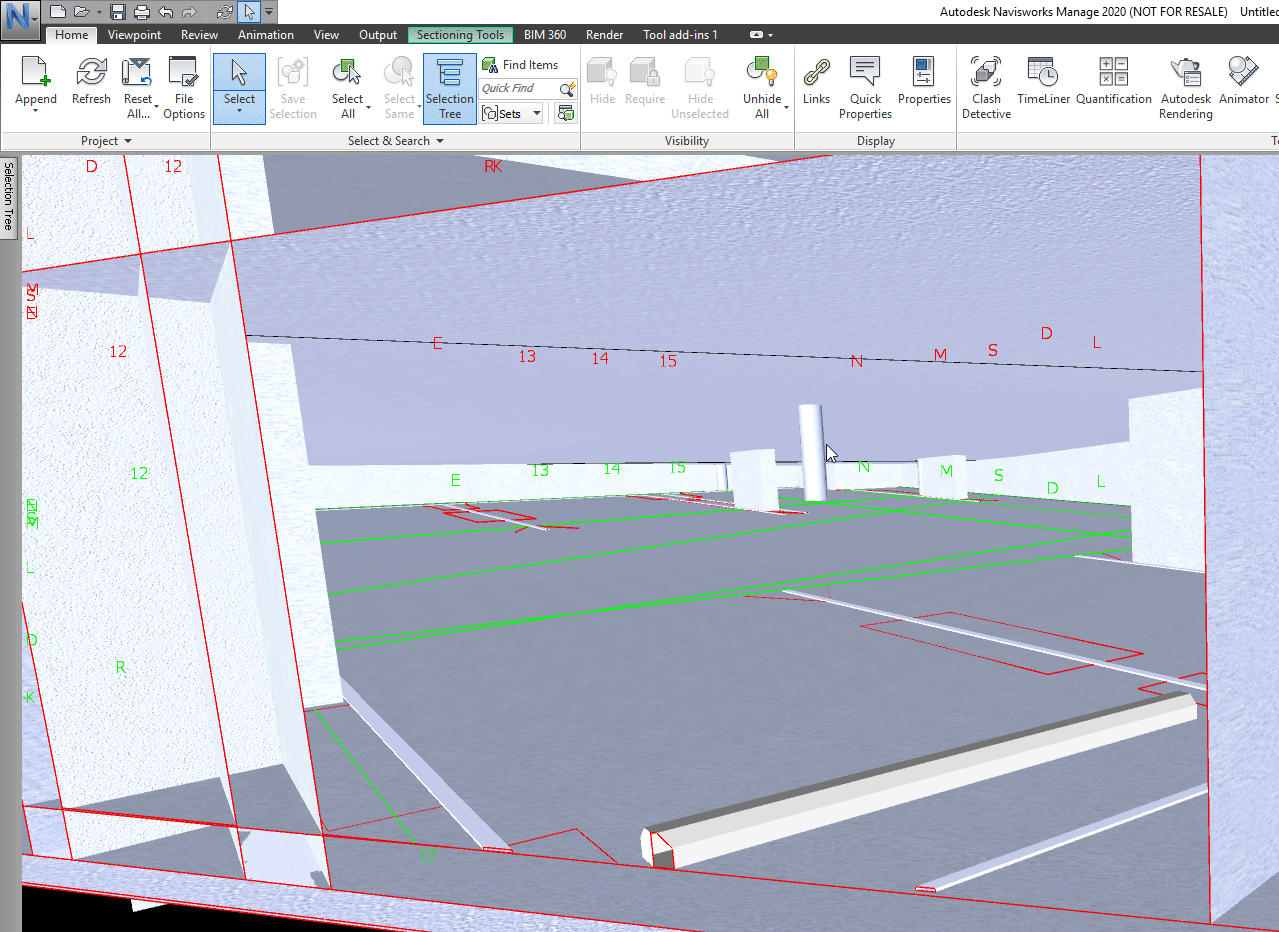 N
Autodesk Navisworks Manage 2020 (NOT FOR RESALE) Untitled
Home Viewpoint Review Animation View Output Sectioning Tools BIM 360 Render Tool add-ins 1
Append
Refresh
Reset All...
File Options
Project
Select
Save Selection
Select All
Select Same
Selection Tree
Find Items
Quick Find
Sets
Select & Search
Hide
Require
Hide Unselected
Unhide All
Visibility
Links
Quick Properties
Properties
Display
Clash Detective
TimeLiner
Quantification
Autodesk Rendering
Animator S
To
Selection Tree
D 12 RK
L
M
S
N
12 E 13 14 15 N M S D L
12 E 13 14 15 N M S D L
N
S
M
L
D
R
K
12